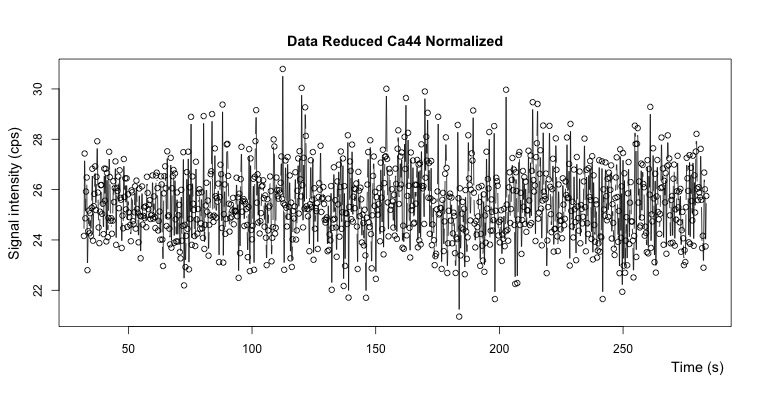 Data Reduced Ca44 Normalized
Signal intensity (cps)
30
28
26
24
22
50 100 150 200 250
Time (s)